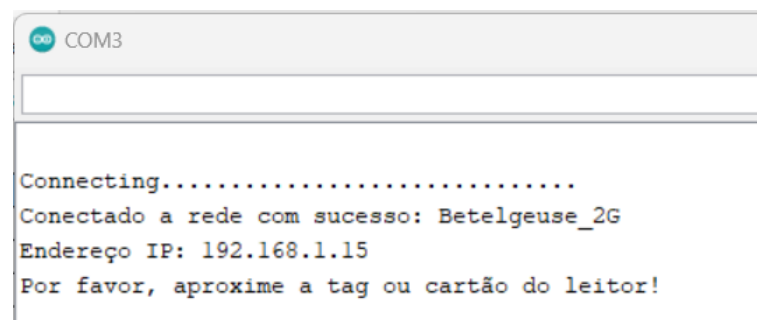 COM3
Connecting..............................
Conectado a rede com sucesso: Betelgeuse_2G
Endereço IP: 192.168.1.15
Por favor, aproxime a tag ou cartão do leitor!